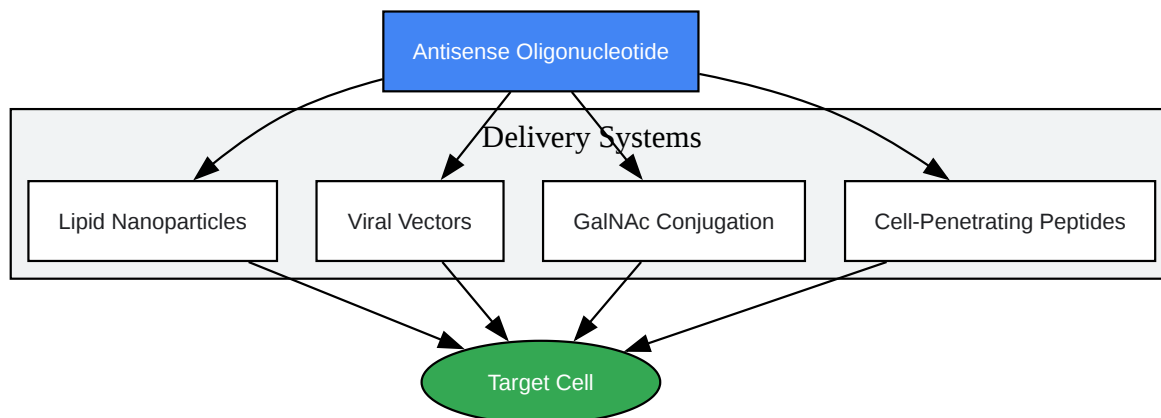 Antisense Oligonucleotide
Delivery Systems
Lipid Nanoparticles
Viral Vectors
GalNAc Conjugation
Cell-Penetrating Peptides
Target Cell